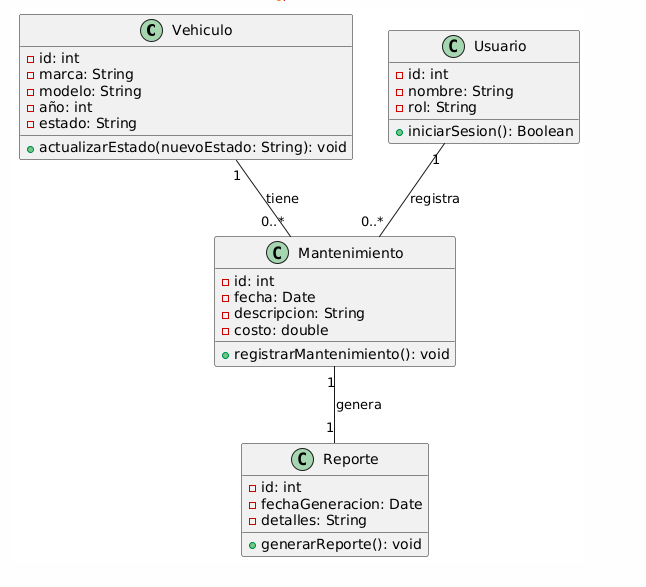 C Vehiculo
id: int
marca: String
modelo: String
año: int
estado: String
actualizarEstado(nuevoEstado: String): void
C Usuario
id: int
nombre: String
rol: String
iniciarSesion(): Boolean
1
tiene
0..*
1
registra
0..*
C Mantenimiento
id: int
fecha: Date
descripcion: String
costo: double
registrarMantenimiento(): void
1
genera
1
C Reporte
id: int
fechaGeneracion: Date
detalles: String
generarReporte(): void